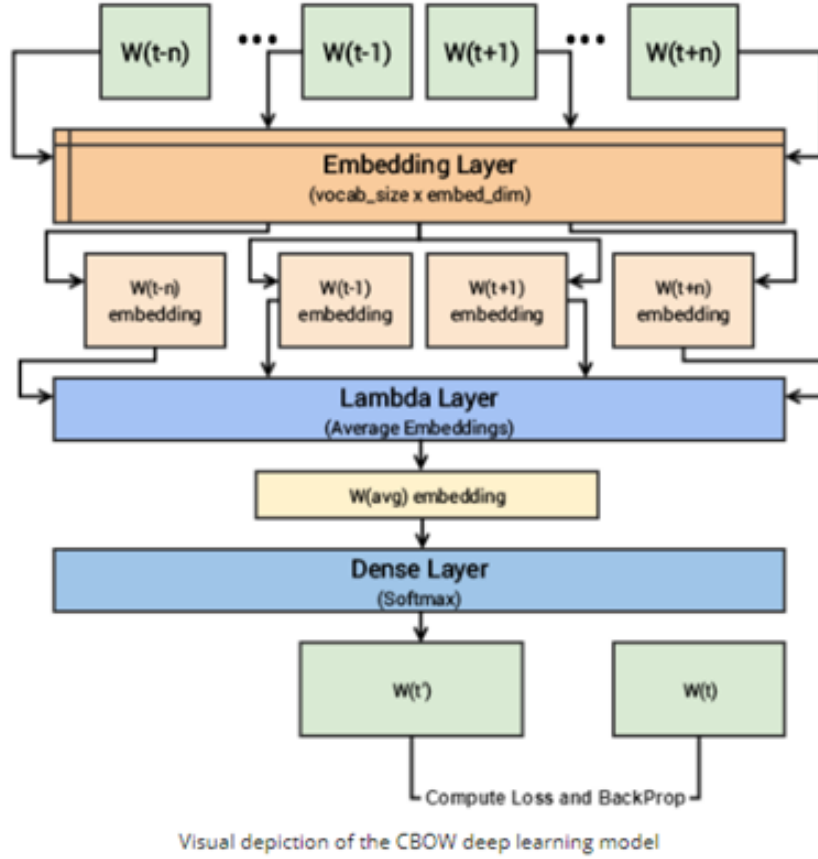 W(t-n) ••• W(t-1) W(t+1) ••• W(t+n)
Embedding Layer
(vocab_size x embed_dim)
W(t-n) W(t-1) W(t+1) W(t+n)
embedding embedding embedding embedding
Lambda Layer
(Average Embeddings)
W(avg) embedding
Dense Layer
(Softmax)
W(t') W(t)
Compute Loss and BackProp
Visual depiction of the CBOW deep learning model